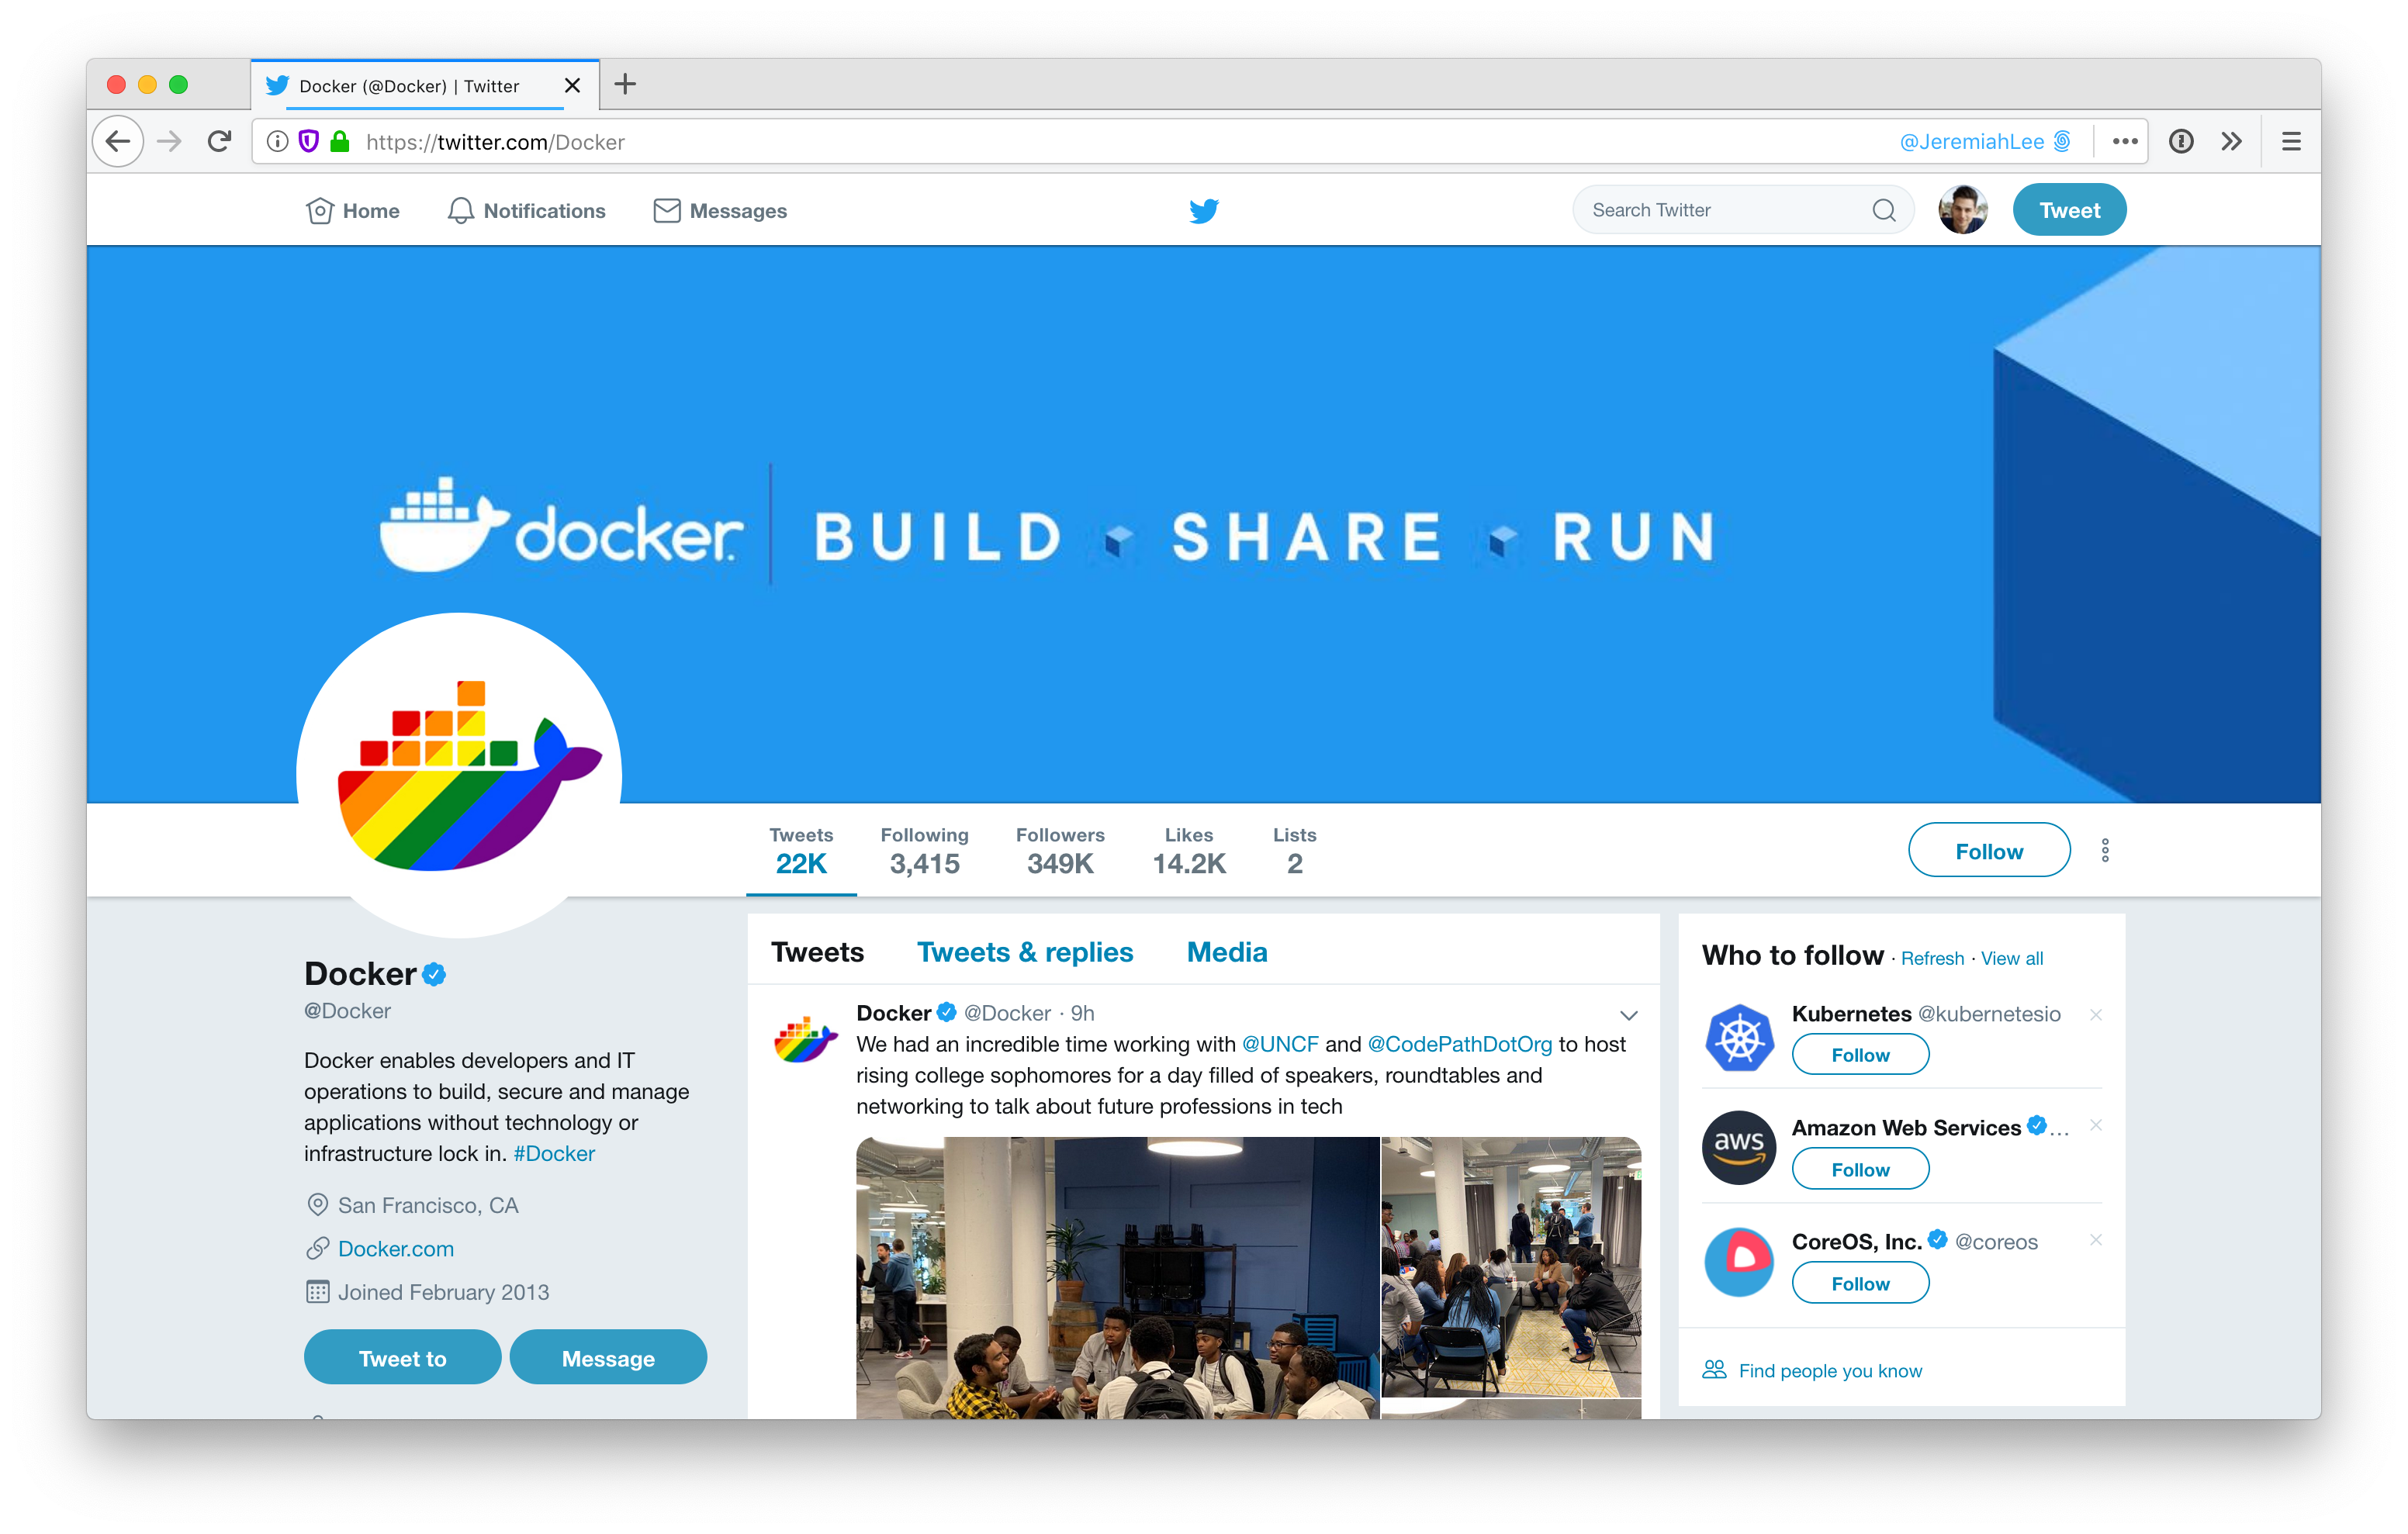 Docker (@Docker) | Twitter
https://twitter.com/Docker
@JeremiahLee
Home
Notifications
Messages
Search Twitter
Tweet
docker
BUILD SHARE RUN
Tweets
22K
Following
3,415
Followers
349K
Likes
14.2K
Lists
2
Follow
Docker
@Docker
Docker enables developers and IT
operations to build, secure and manage
applications without technology or
infrastructure lock in. #Docker
San Francisco, CA
Docker.com
Joined February 2013
Tweet to
Message
Tweets
Tweets & replies
Media
Docker @Docker · 9h
We had an incredible time working with @UNCF and @CodePathDotOrg to host
rising college sophomores for a day filled of speakers, roundtables and
networking to talk about future professions in tech
Who to follow · Refresh · View all
Kubernetes @kubernetesio
Follow
aws
Amazon Web Services ...
Follow
CoreOS, Inc. @coreos
Follow
Find people you know